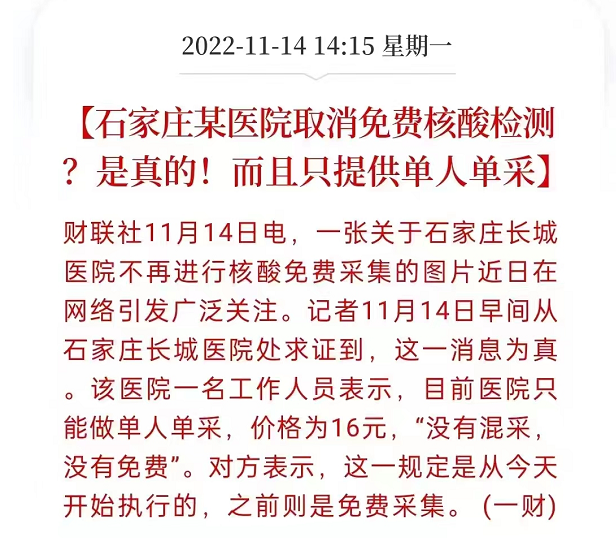 2022-11-14 14:15 星期一
【石家庄某医院取消免费核酸检测
？是真的！而且只提供单人单采】
财联社11月14日电，一张关于石家庄长城
医院不再进行核酸免费采集的图片近日在
网络引发广泛关注。记者11月14日早间从
石家庄长城医院处求证到，这一消息为真
。该医院一名工作人员表示，目前医院只
能做单人单采，价格为16元，“没有混采，
没有免费”。对方表示，这一规定是从今天
开始执行的，之前则是免费采集。 (一财)